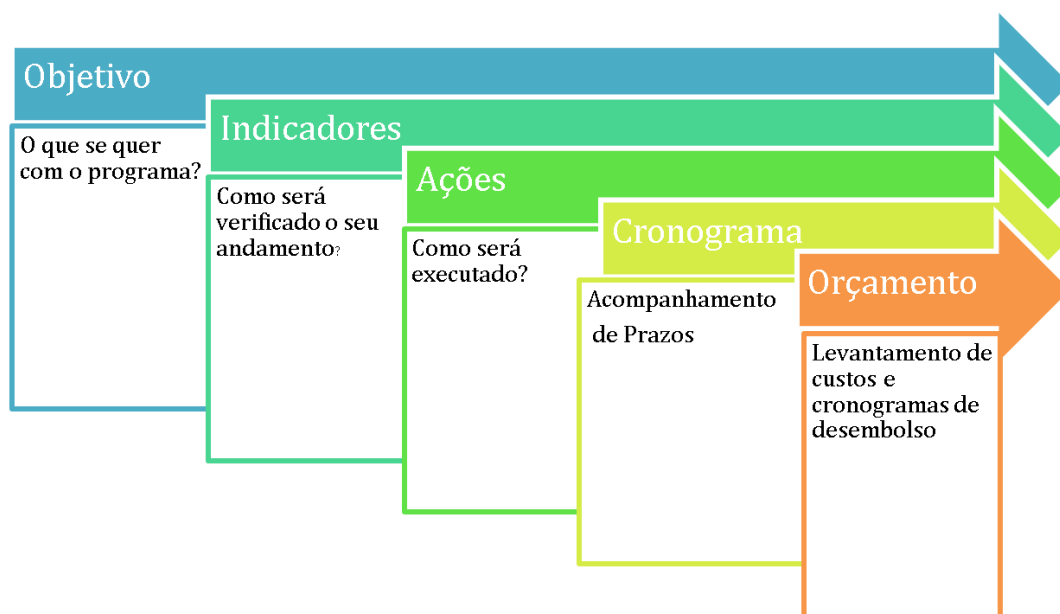 Objetivo
O que se quer
com o programa?
Indicadores
Como será
verificado o seu
andamento?
Ações
Como será
executado?
Cronograma
Acompanhamento
de Prazos
Orçamento
Levantamento de
custos e
cronogramas de
desembolso